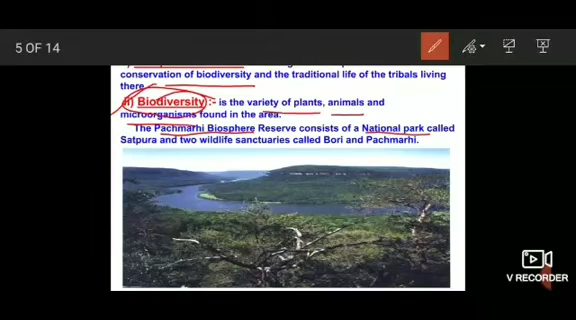 5 OF 14
conservation of biodiversity and the traditional life of the tribals living
there.
ii) Biodiversity :- is the variety of plants, animals and
microorganisms found in the area.
The Pachmarhi Biosphere Reserve consists of a National park called
Satpura and two wildlife sanctuaries called Bori and Pachmarhi.
V RECORDER